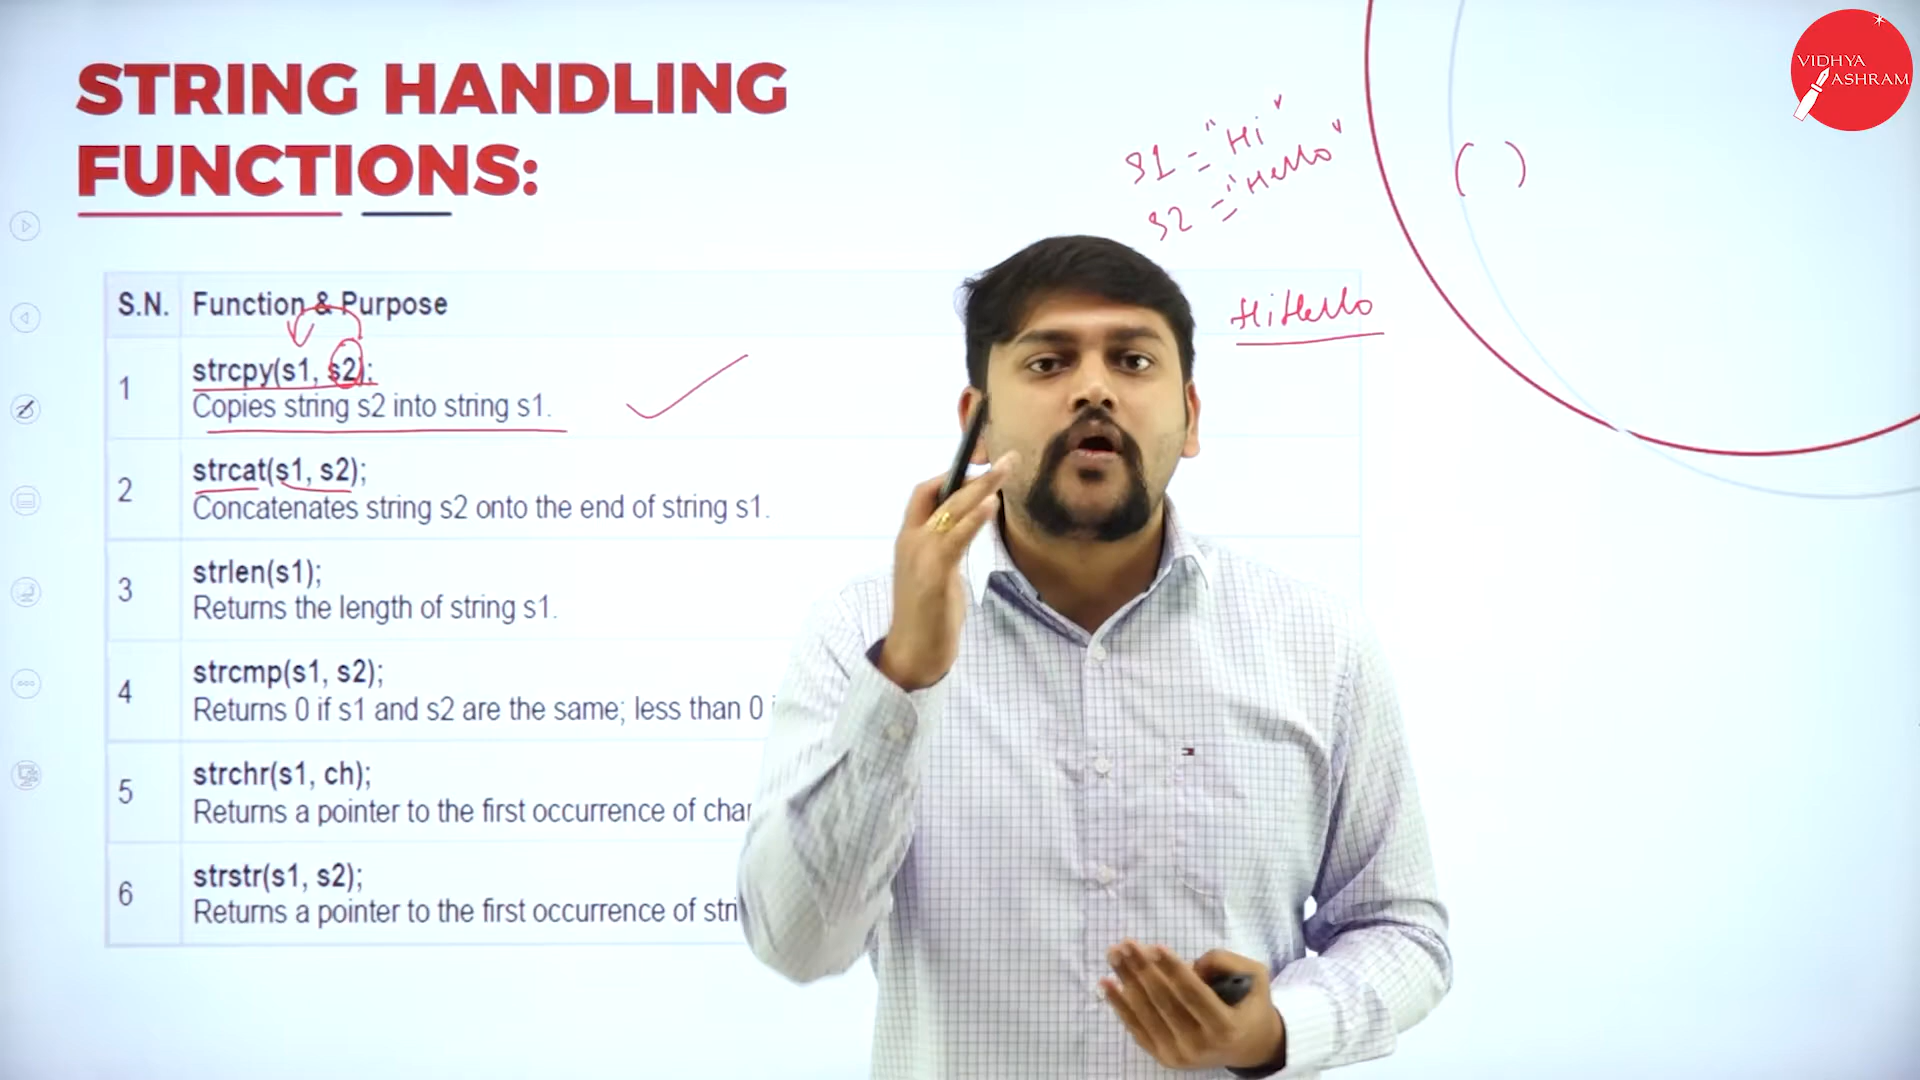 STRING HANDLING
FUNCTIONS:
VIDHYA
ASHRAM
S1 = "Hi"
S2 = "Hello"
( )
HiHello
S.N. Function & Purpose
1 strcpy(s1, s2);
Copies string s2 into string s1.
2 strcat(s1, s2);
Concatenates string s2 onto the end of string s1.
3 strlen(s1);
Returns the length of string s1.
4 strcmp(s1, s2);
Returns 0 if s1 and s2 are the same; less than 0
5 strchr(s1, ch);
Returns a pointer to the first occurrence of
6 strstr(s1, s2);
Returns a pointer to the first occurrence of